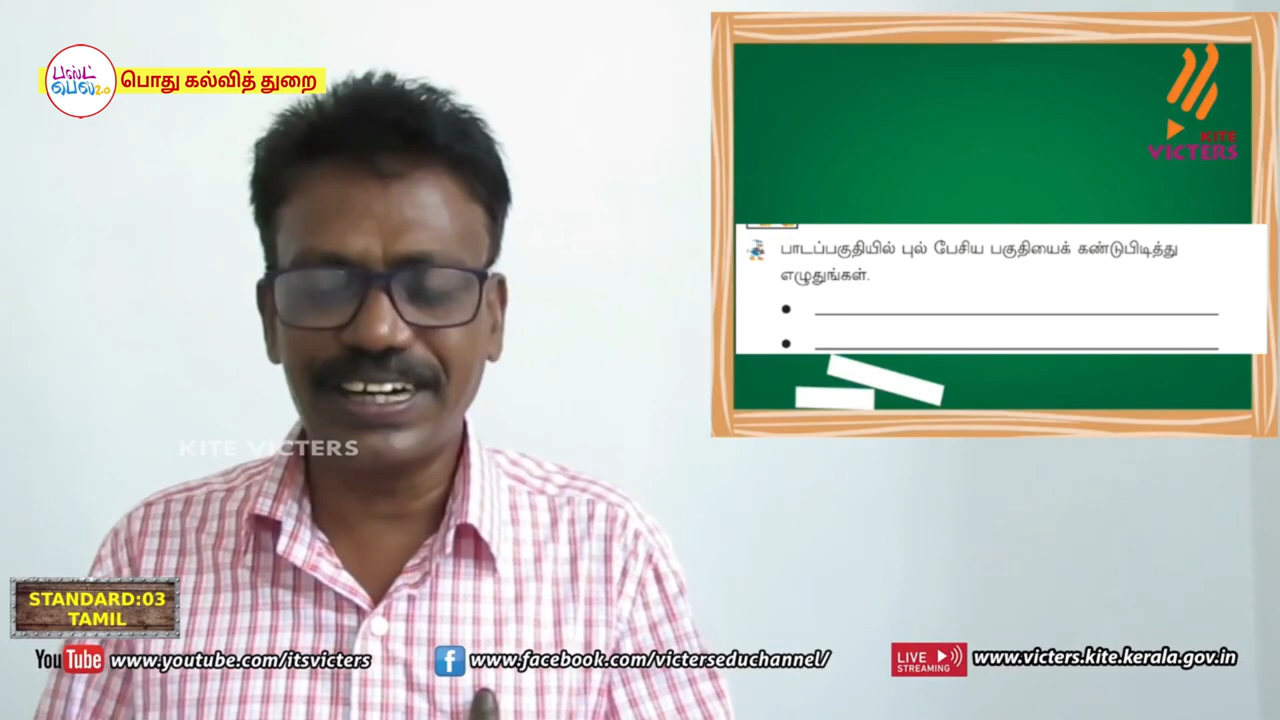 பஸ்ட்
பெல் 2.0
பொது கல்வித் துறை
KITE
VICTERS
பாடப்பகுதியில் புல் பேசிய பகுதியைக் கண்டுபிடித்து
எழுதுங்கள்.
KITE VICTERS
STANDARD:03
TAMIL
YouTube www.youtube.com/itsvicters
f www.facebook.com/victerseduchannel/
LIVE
STREAMING
www.victers.kite.kerala.gov.in